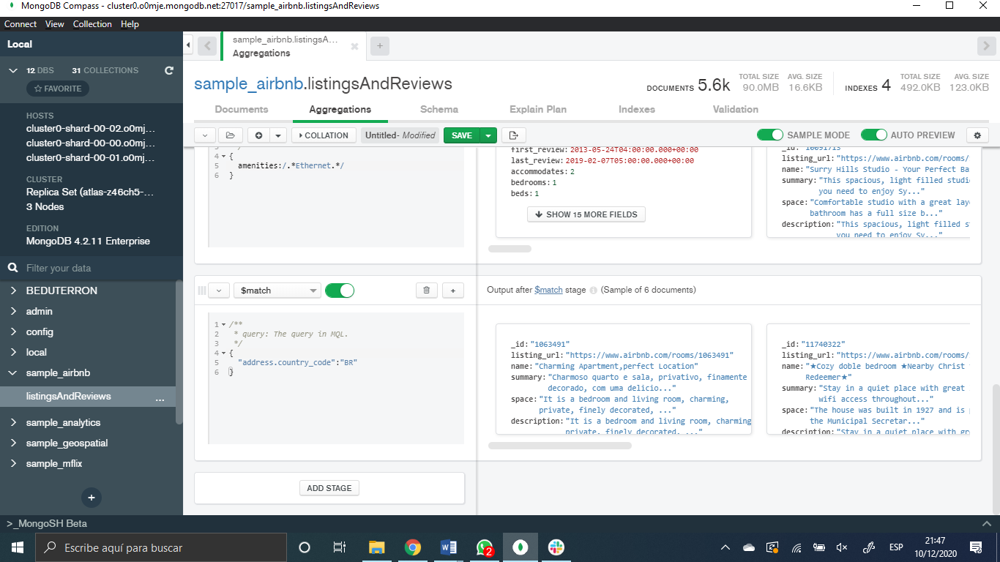 MongoDB Compass - cluster0.o0mje.mongodb.net:27017/sample_airbnb.listingsAndReviews
Connect View Collection Help
Local
12 DBS 31 COLLECTIONS
FAVORITE
HOSTS
cluster0-shard-00-02.o0mj...
cluster0-shard-00-00.o0mj...
cluster0-shard-00-01.o0mj...
CLUSTER
Replica Set (atlas-z46ch5-...
3 Nodes
EDITION
MongoDB 4.2.11 Enterprise
Filter your data
BEDUTERRON
admin
config
local
sample_airbnb
listingsAndReviews ...
sample_analytics
sample_geospatial
sample_mflix
+
sample_airbnb.listingsA...
Aggregations
+
sample_airbnb.listingsAndReviews
DOCUMENTS 5.6k TOTAL SIZE 90.0MB AVG. SIZE 16.6KB
INDEXES 4 TOTAL SIZE 492.0KB AVG. SIZE 123.0KB
Documents Aggregations Schema Explain Plan Indexes Validation
COLLATION Untitled- Modified SAVE SAMPLE MODE AUTO PREVIEW
4 {
5 amenities:/.*Ethernet.*/
6 }
first_review: 2013-05-24T04:00:00.000+00:00
last_review: 2019-02-07T05:00:00.000+00:00
accommodates: 2
bedrooms: 1
beds: 1
SHOW 15 MORE FIELDS
_id: "10091713"
listing_url: "https://www.airbnb.com/rooms/
name: "Surry Hills Studio - Your Perfect Ba
summary: "This spacious, light filled studi
you need to enjoy Sy..."
space: "Comfortable studio with a great lay
bathroom has a full size b..."
description: "This spacious, light filled s
you need to enjoy Sy..."
$match
+
Output after $match stage (Sample of 6 documents)
1 /**
2 * query: The query in MQL.
3 */
4 {
5 "address.country_code":"BR"
6 }
_id: "1063491"
listing_url: "https://www.airbnb.com/rooms/1063491"
name: "Charming Apartment,perfect Location"
summary: "Charmoso quarto e sala, privativo, finamente
decorado, com uma delicio..."
space: "It is a bedroom and living room, charming,
private, finely decorated, ..."
description: "It is a bedroom and living room, charming
private, finely decorated, ..."
_id: "11740322"
listing_url: "https://www.airbnb.com/rooms/
name: "★Cozy doble bedroom ★Nearby Christ
Redeemer★"
summary: "Stay in a quiet place with great
wifi access throughout..."
space: "The house was built in 1927 and is
the Municipal Secretar..."
description: "Stay in a quiet place with gr
ADD STAGE
>_MongoSH Beta
Escribe aquí para buscar
2
ESP
21:47
10/12/2020